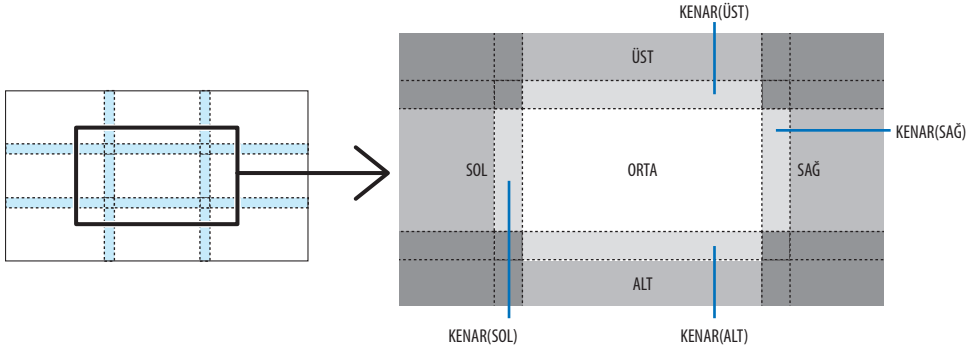 KENAR(ÜST)
ÜST
KENAR(SAĞ)
SOL
ORTA
SAĞ
ALT
KENAR(SOL)
KENAR(ALT)